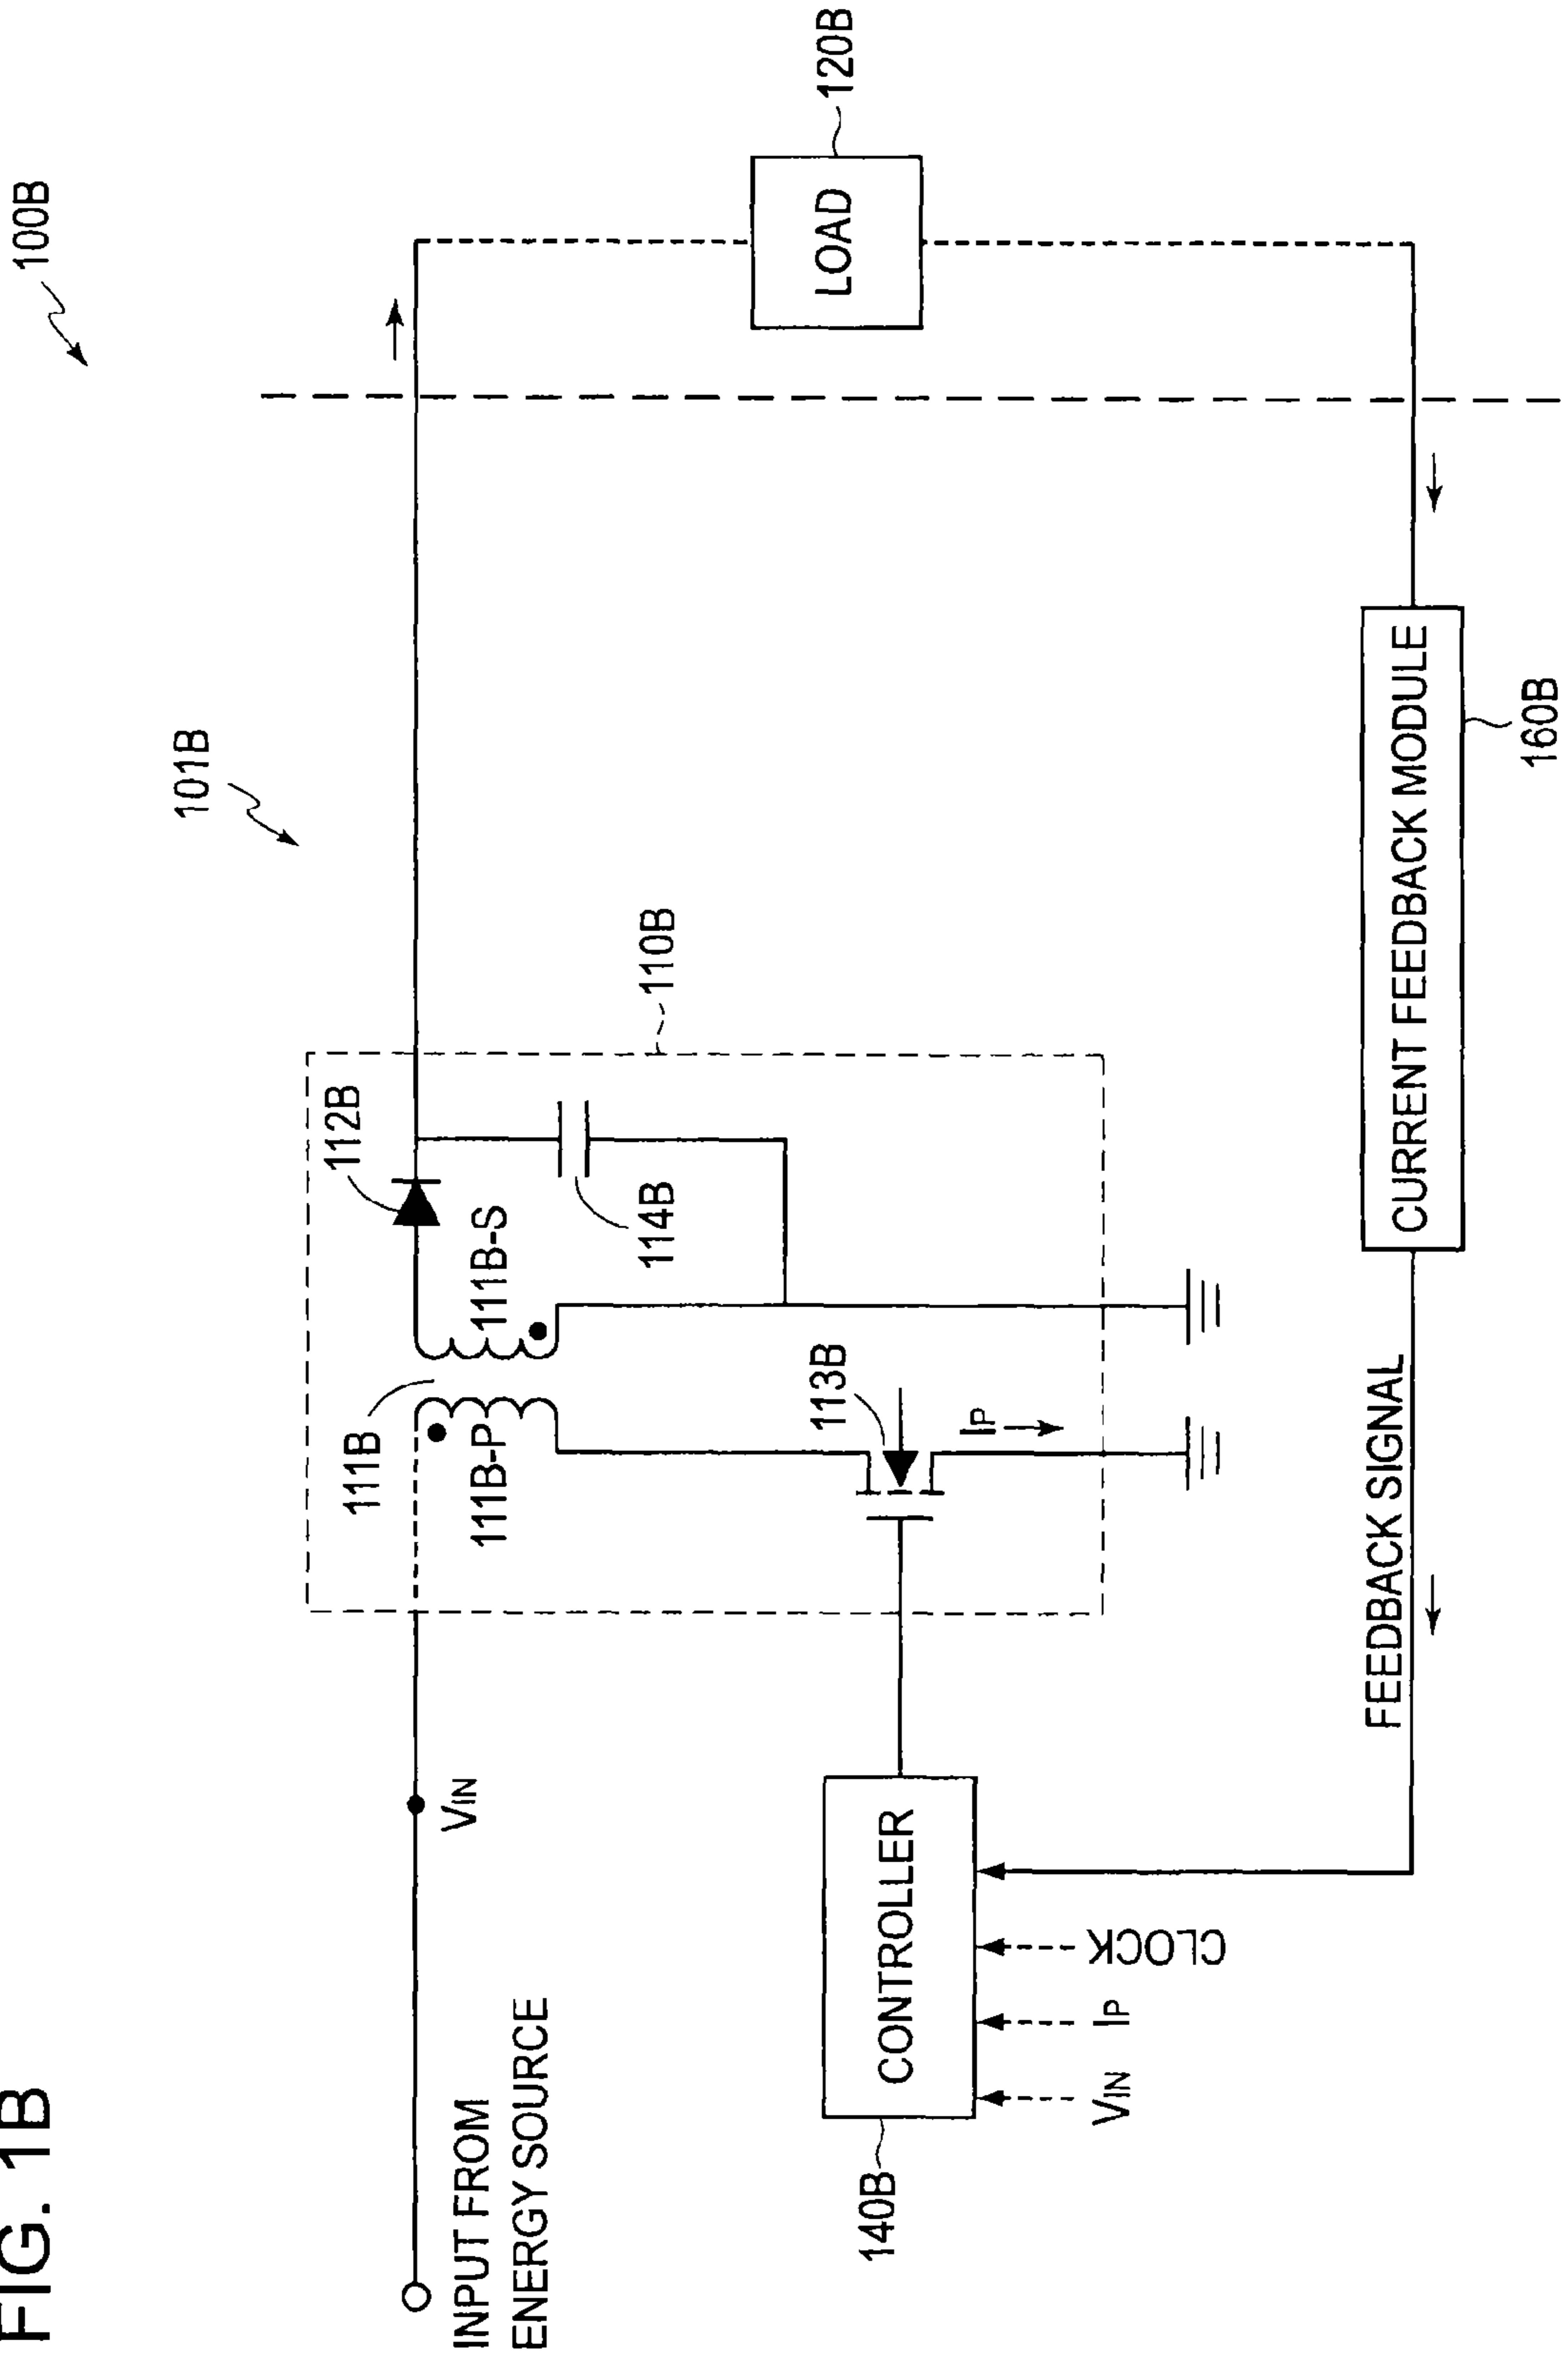 FIG. 1B
100B
101B
110B
112B
111B
111B-P
111B-S
114B
113B
IP
INPUT FROM
ENERGY SOURCE
VIN
LOAD
120B
CONTROLLER
140B
VIN
IP
CLOCK
FEEDBACK SIGNAL
CURRENT FEEDBACK MODULE
160B